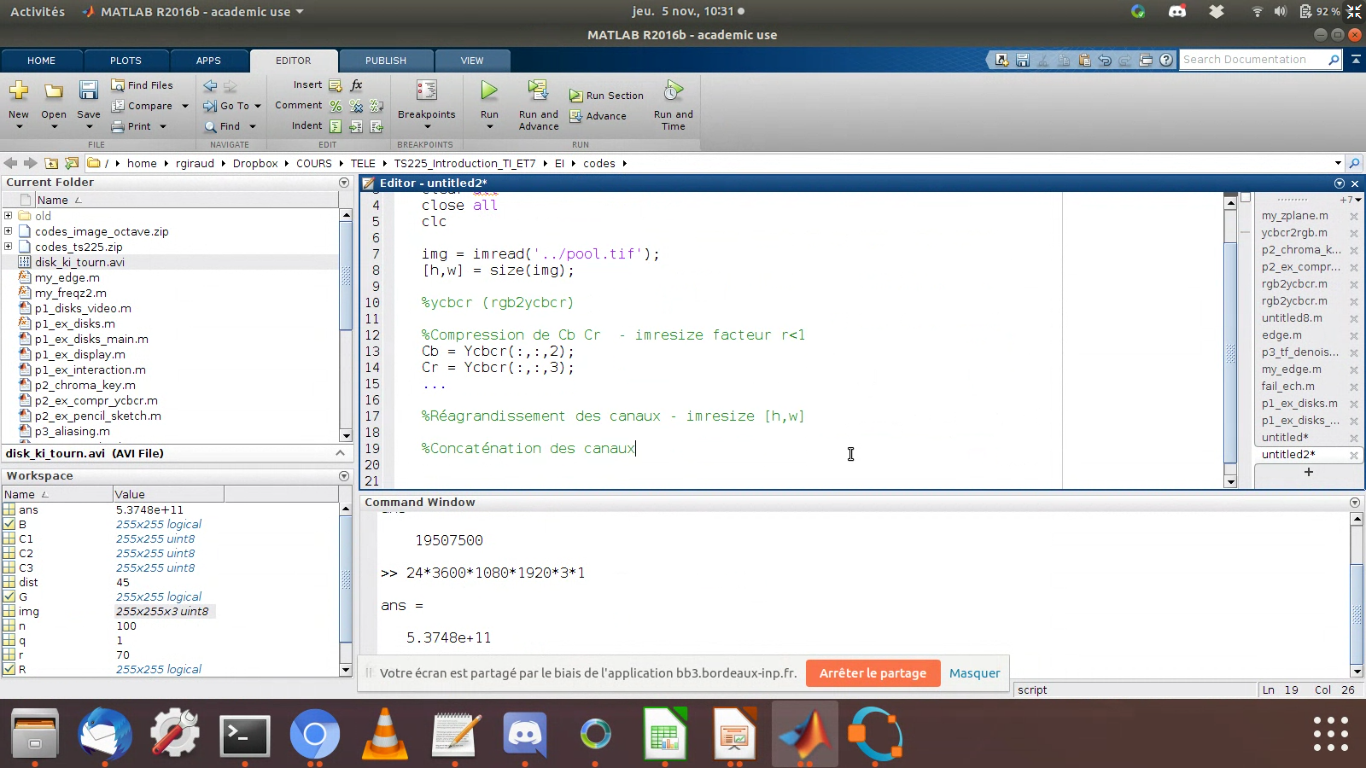 Activités MATLAB R2016b - academic use jeu. 5 nov., 10:31 92 %
MATLAB R2016b - academic use
HOME PLOTS APPS EDITOR PUBLISH VIEW Search Documentation
New Open Save Find Files Compare Print
FILE
Go To Find
NAVIGATE
Insert fx
Comment
Indent
EDIT
Breakpoints
BREAKPOINTS
Run Run and Advance Run Section Advance Run and Time
RUN
/ home rgiraud Dropbox COURS TELE TS225_Introduction_TI_ET7 EI codes
Current Folder
Name
old
codes_image_octave.zip
codes_ts225.zip
disk_ki_tourn.avi
my_edge.m
my_freqz2.m
p1_disks_video.m
p1_ex_disks.m
p1_ex_disks_main.m
p1_ex_display.m
p1_ex_interaction.m
p2_chroma_key.m
p2_ex_compr_ycbcr.m
p2_ex_pencil_sketch.m
p3_aliasing.m
disk_ki_tourn.avi (AVI File)
Workspace
Name Value
ans 5.3748e+11
B 255x255 logical
C1 255x255 uint8
C2 255x255 uint8
C3 255x255 uint8
dist 45
G 255x255 logical
img 255x255x3 uint8
n 100
q 1
r 70
R 255x255 logical
Editor - untitled2*
4 close all
5 clc
6
7 img = imread('../pool.tif');
8 [h,w] = size(img);
9
10 %ycbcr (rgb2ycbcr)
11
12 %Compression de Cb Cr  - imresize facteur r<1
13 Cb = Ycbcr(:,:,2);
14 Cr = Ycbcr(:,:,3);
15 ...
16
17 %Réagrandissement des canaux - imresize [h,w]
18
19 %Concaténation des canaux
20
21
+7
my_zplane.m
ycbcr2rgb.m
p2_chroma_k...
p2_ex_compr...
rgb2ycbcr.m
rgb2ycbcr.m
untitled8.m
edge.m
p3_tf_denois...
my_edge.m
fail_ech.m
p1_ex_disks.m
p1_ex_disks_...
untitled*
untitled2*
+
Command Window
19507500
>> 24*3600*1080*1920*3*1
ans =
5.3748e+11
Votre écran est partagé par le biais de l'application bb3.bordeaux-inp.fr. Arrêter le partage Masquer
script Ln 19 Col 26